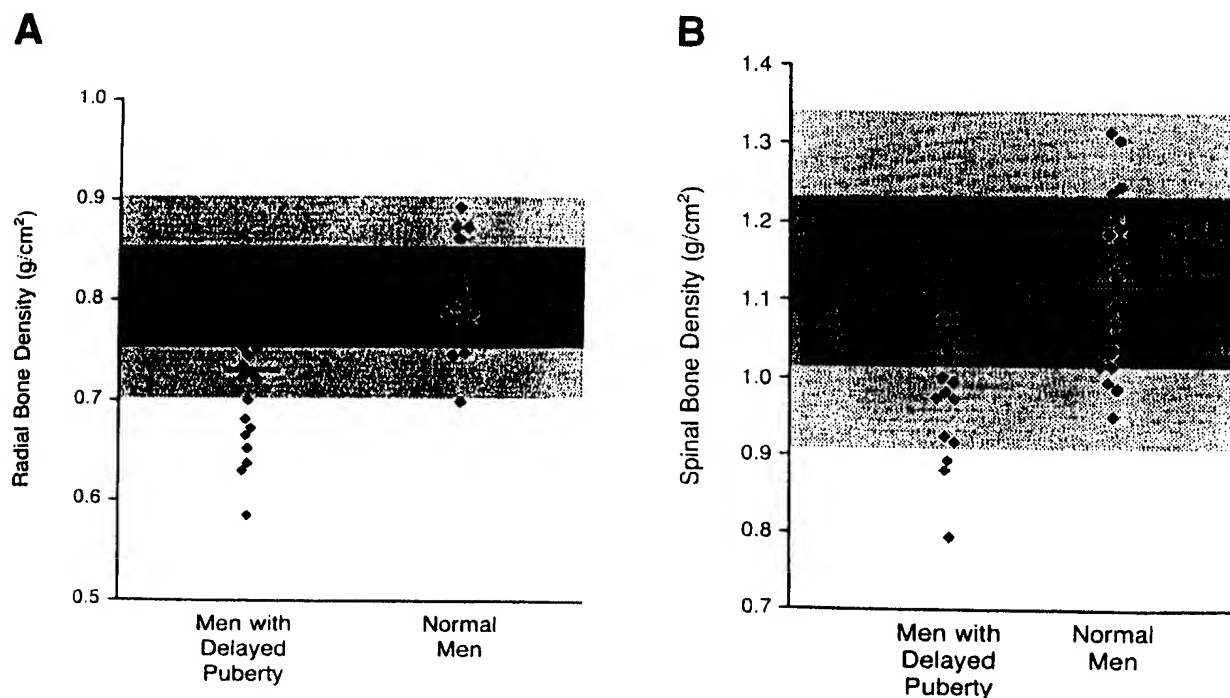 A
1.0
0.9
0.8
0.7
0.6
0.5
Radial Bone Density (g/cm²)
Men with
Delayed
Puberty
Normal
Men
B
1.4
1.3
1.2
1.1
1.0
0.9
0.8
0.7
Spinal Bone Density (g/cm²)
Men with
Delayed
Puberty
Normal
Men